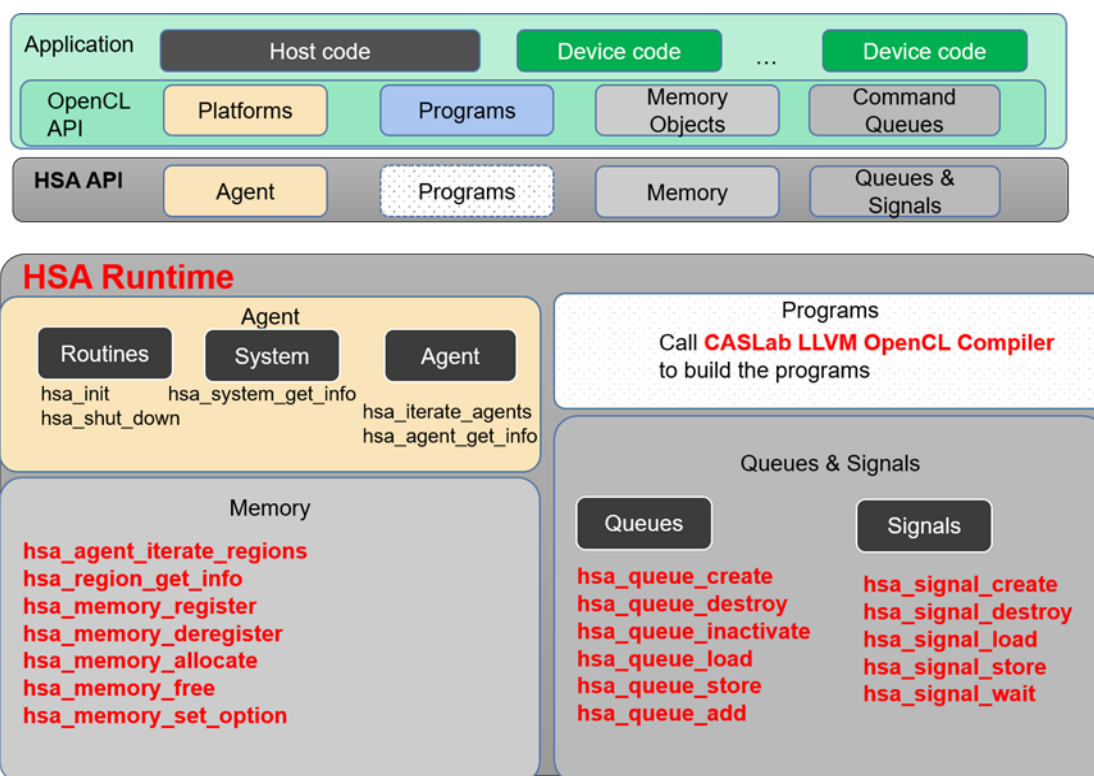 Application
Host code
Device code
...
Device code
OpenCL
API
Platforms
Programs
Memory
Objects
Command
Queues
HSA API
Agent
Programs
Memory
Queues &
Signals
HSA Runtime
Agent
Routines
hsa_init
hsa_shut_down
System
hsa_system_get_info
Agent
hsa_iterate_agents
hsa_agent_get_info
Programs
Call CASLab LLVM OpenCL Compiler
to build the programs
Memory
hsa_agent_iterate_regions
hsa_region_get_info
hsa_memory_register
hsa_memory_deregister
hsa_memory_allocate
hsa_memory_free
hsa_memory_set_option
Queues & Signals
Queues
hsa_queue_create
hsa_queue_destroy
hsa_queue_inactivate
hsa_queue_load
hsa_queue_store
hsa_queue_add
Signals
hsa_signal_create
hsa_signal_destroy
hsa_signal_load
hsa_signal_store
hsa_signal_wait